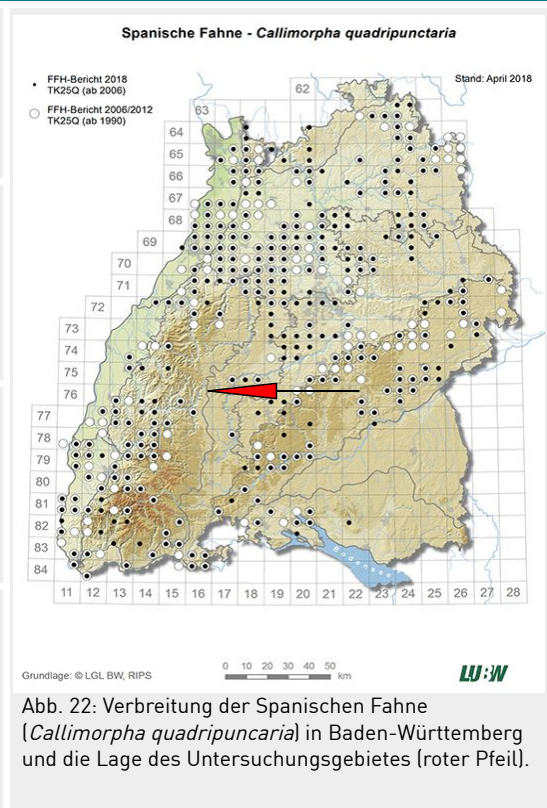 Spanische Fahne - Callimorpha quadripunctaria
FFH-Bericht 2018
TK25Q (ab 2006)
FFH-Bericht 2006/2012
TK25Q (ab 1990)
Stand: April 2018
62
63
64
65
66
67
68
69
70
71
72
73
74
75
76
77
78
79
80
81
82
83
84
Bodensee
11 12 13 14 15 16 17 18 19 20 21 22 23 24 25 26 27 28
Grundlage: © LGL BW, RIPS
0 10 20 30 40 50
km
LUBW
Abb. 22: Verbreitung der Spanischen Fahne
(Callimorpha quadripuncaria) in Baden-Württemberg
und die Lage des Untersuchungsgebietes (roter Pfeil).